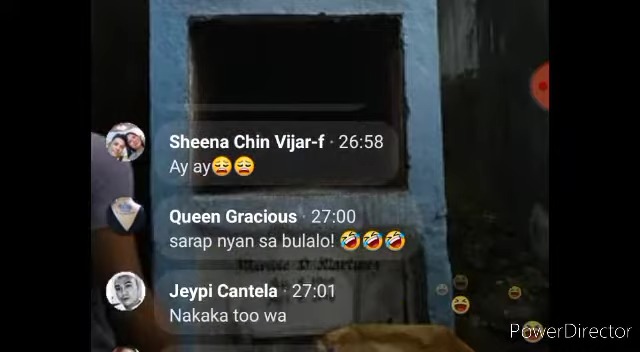 Sheena Chin Vijar-f · 26:58
Ay ay😩😩
Queen Gracious · 27:00
sarap nyan sa bulalo! 🤣🤣🤣
Jeypi Cantela · 27:01
Nakaka too wa
PowerDirector